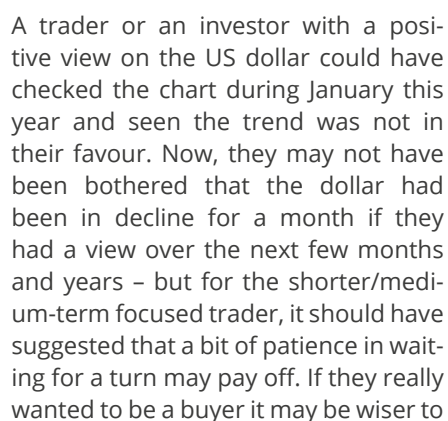 A trader or an investor with a posi-
tive view on the US dollar could have
checked the chart during January this
year and seen the trend was not in
their favour. Now, they may not have
been bothered that the dollar had
been in decline for a month if they
had a view over the next few months
and years – but for the shorter/medi-
um-term focused trader, it should have
suggested that a bit of patience in wait-
ing for a turn may pay off. If they really
wanted to be a buyer it may be wiser to